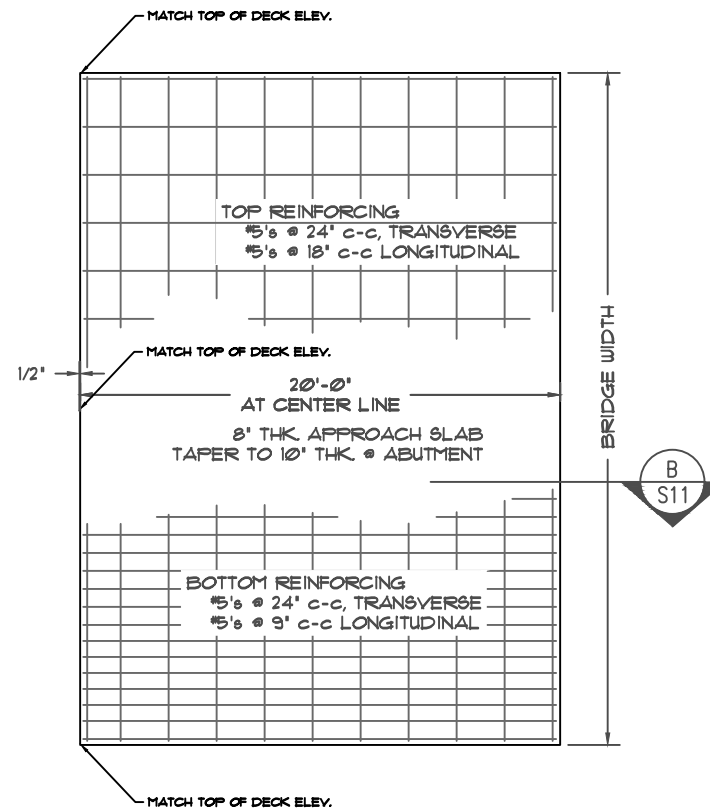 MATCH TOP OF DECK ELEV.
TOP REINFORCING
#5's @ 24" c-c, TRANSVERSE
#5's @ 18" c-c LONGITUDINAL
BRIDGE WIDTH
MATCH TOP OF DECK ELEV.
1/2"
20'-0"
AT CENTER LINE
8" THK. APPROACH SLAB
TAPER TO 10" THK. @ ABUTMENT
B
S11
BOTTOM REINFORCING
#5's @ 24" c-c, TRANSVERSE
#5's @ 9" c-c LONGITUDINAL
MATCH TOP OF DECK ELEV.